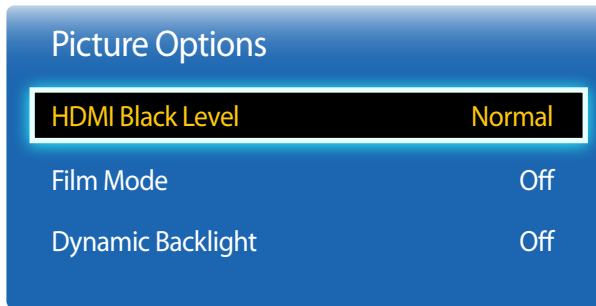 Picture Options
HDMI Black Level Normal
Film Mode Off
Dynamic Backlight Off